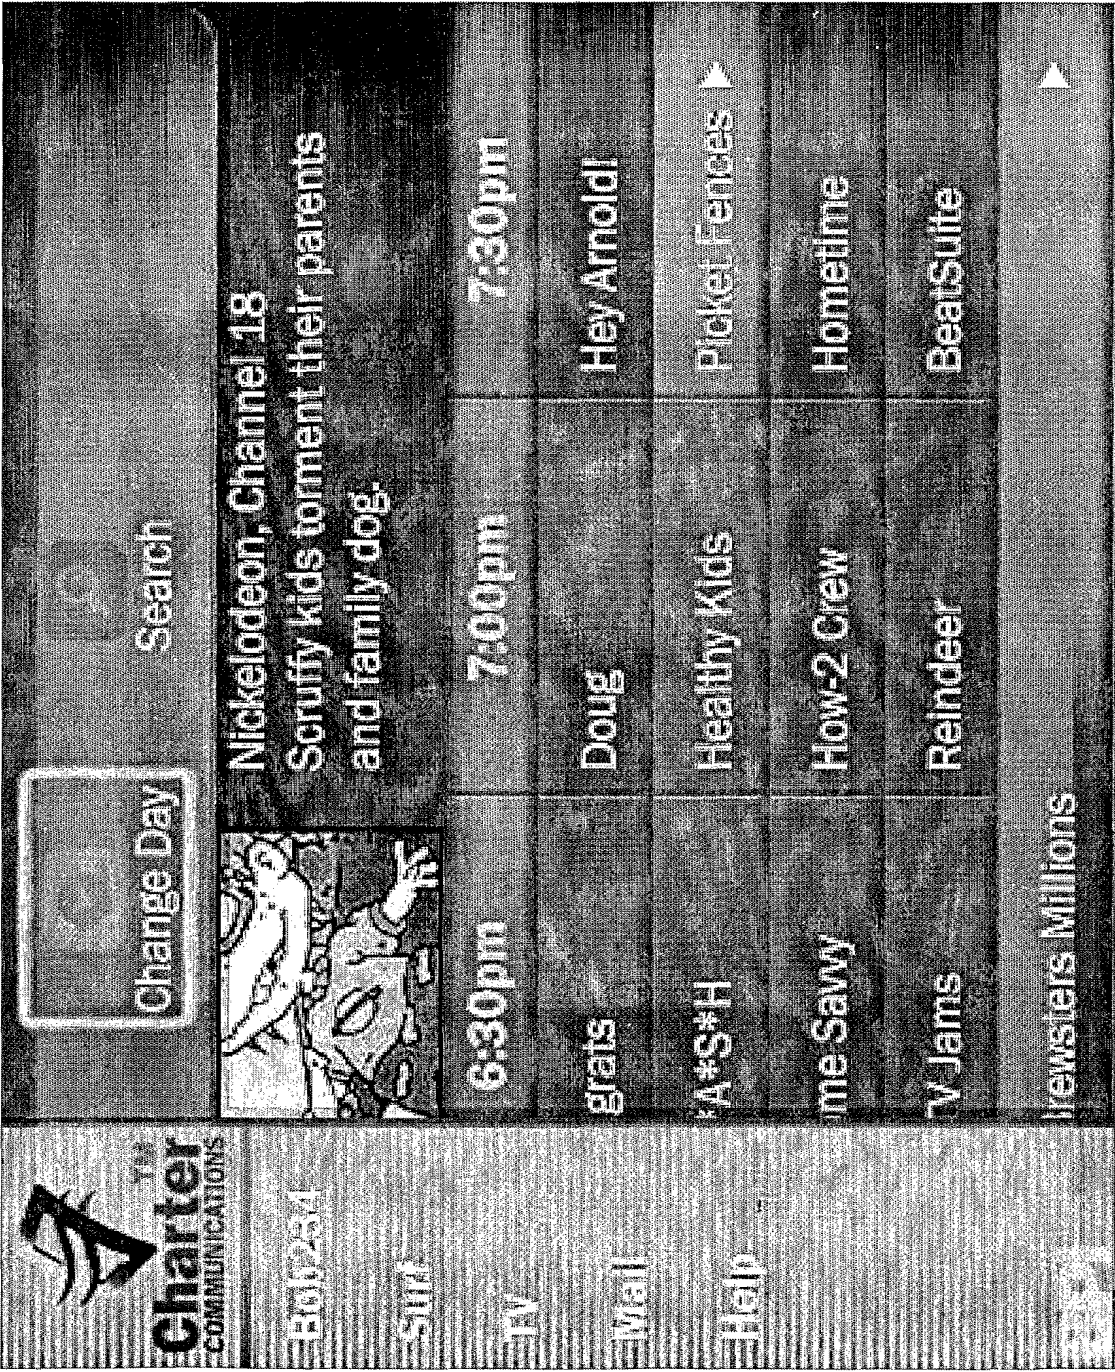 Charter™
COMMUNICATIONS
Bob234
Surf
TV
Mail
Help
Change Day
Search
Nickelodeon, Channel 18
Scruffy kids torment their parents
and family dog.
6:30pm 7:00pm 7:30pm
grats Doug Hey Arnold!
*A*S*H Healthy Kids Picket Fences
me Savvy How-2 Crew Hometime
TV Jams Reindeer BeatSuite
rewsters Millions